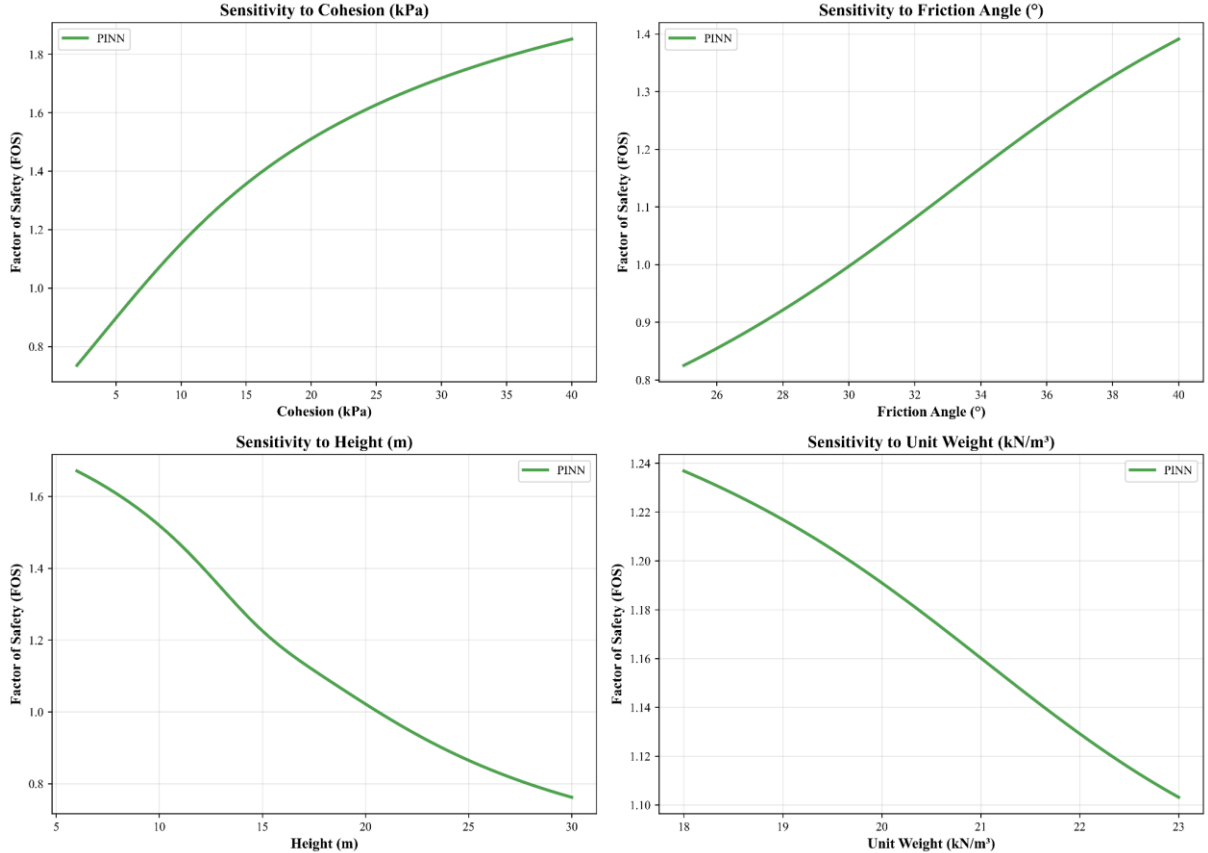 Sensitivity to Cohesion (kPa)
PINN
1.8
1.6
1.4
1.2
1.0
0.8
Factor of Safety (FOS)
5 10 15 20 25 30 35 40
Cohesion (kPa)
Sensitivity to Friction Angle (°)
PINN
1.4
1.3
1.2
1.1
1.0
0.9
0.8
Factor of Safety (FOS)
26 28 30 32 34 36 38 40
Friction Angle (°)
Sensitivity to Height (m)
PINN
1.6
1.4
1.2
1.0
0.8
Factor of Safety (FOS)
5 10 15 20 25 30
Height (m)
Sensitivity to Unit Weight (kN/m³)
PINN
1.24
1.22
1.20
1.18
1.16
1.14
1.12
1.10
Factor of Safety (FOS)
18 19 20 21 22 23
Unit Weight (kN/m³)